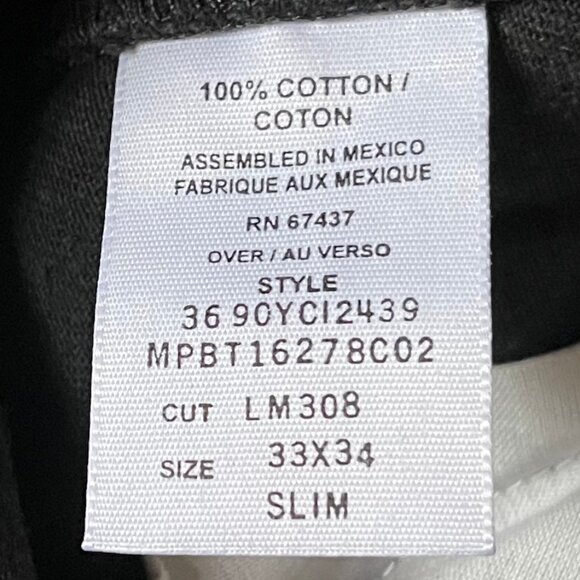 100% COTTON /
COTON
ASSEMBLED IN MEXICO
FABRIQUE AUX MEXIQUE
RN 67437
OVER / AU VERSO
STYLE
36 90YCI2439
MPBT16278C02
CUT LM308
SIZE 33X34
SLIM